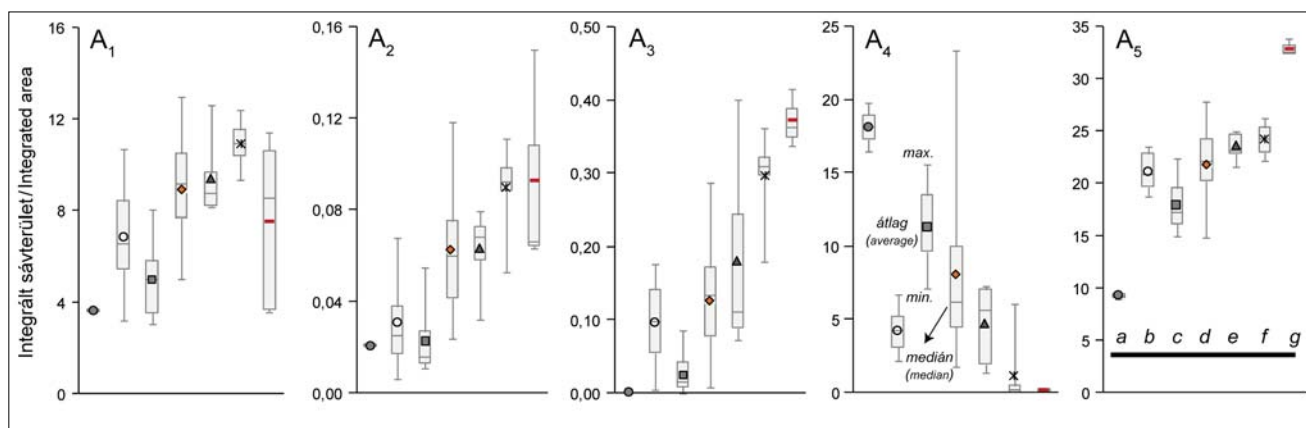 Integrált sávterület/Integrated area
A1
16
12
8
4
0
A2
0,16
0,12
0,08
0,04
0,00
A3
0,50
0,40
0,30
0,20
0,10
0,00
A4
25
20
15
10
5
0
max.
átlag
(average)
min.
medián
(median)
A5
35
30
25
20
15
10
5
0
a b c d e f g